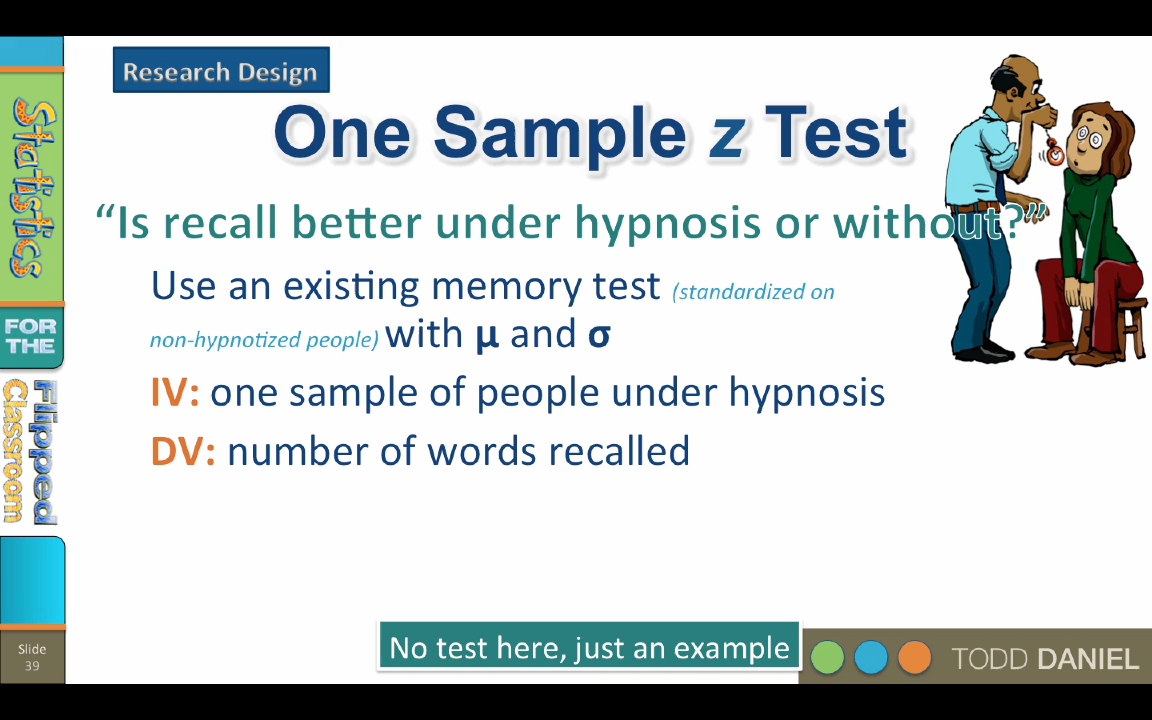 Research Design
One Sample z Test
“Is recall better under hypnosis or without?”
Use an existing memory test (standardized on
non-hypnotized people) with μ and σ
IV: one sample of people under hypnosis
DV: number of words recalled
No test here, just an example
Statistics
FOR
THE
Flipped
Classroom
Slide
39
TODD DANIEL